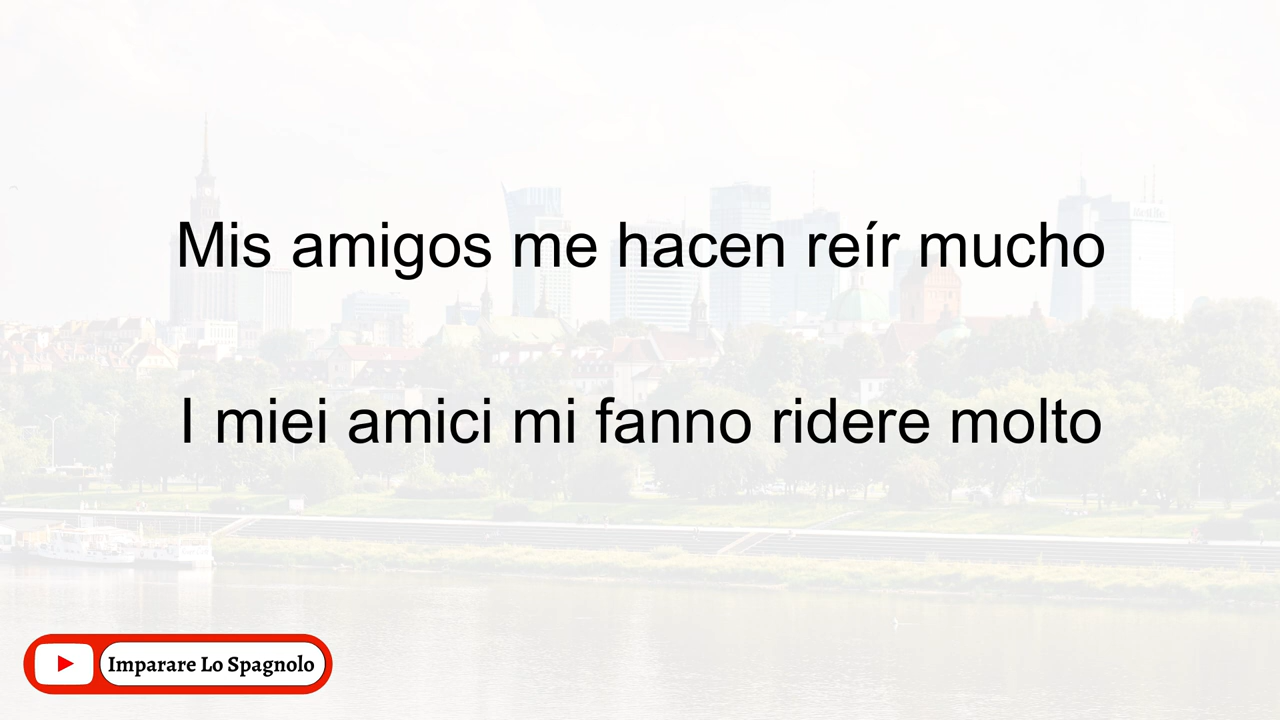 Mis amigos me hacen reír mucho
I miei amici mi fanno ridere molto
Imparare Lo Spagnolo